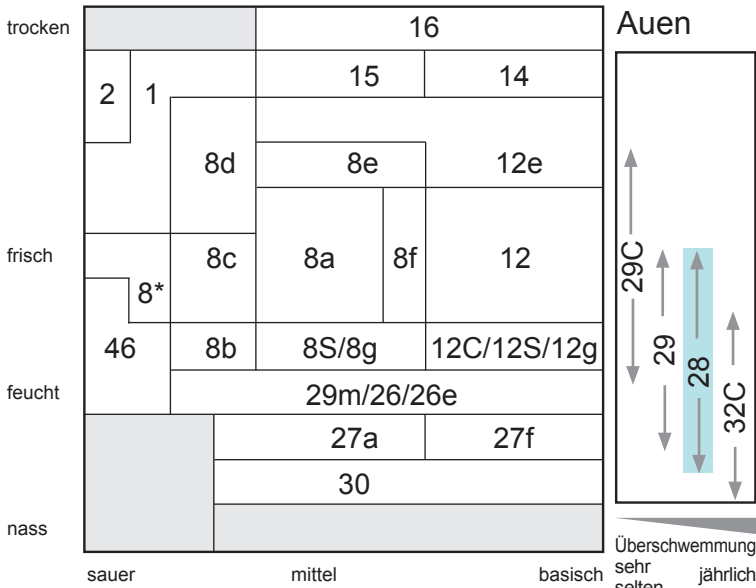 trocken
16
Auen
2
1
15
14
8d
8e
12e
frisch
8c
8a
8f
12
8*
46
8b
8S/8g
12C/12S/12g
feucht
29m/26/26e
27a
27f
30
nass
29C
29
28
32C
sauer
mittel
basisch
Überschwemmung
sehr
selten
jährlich